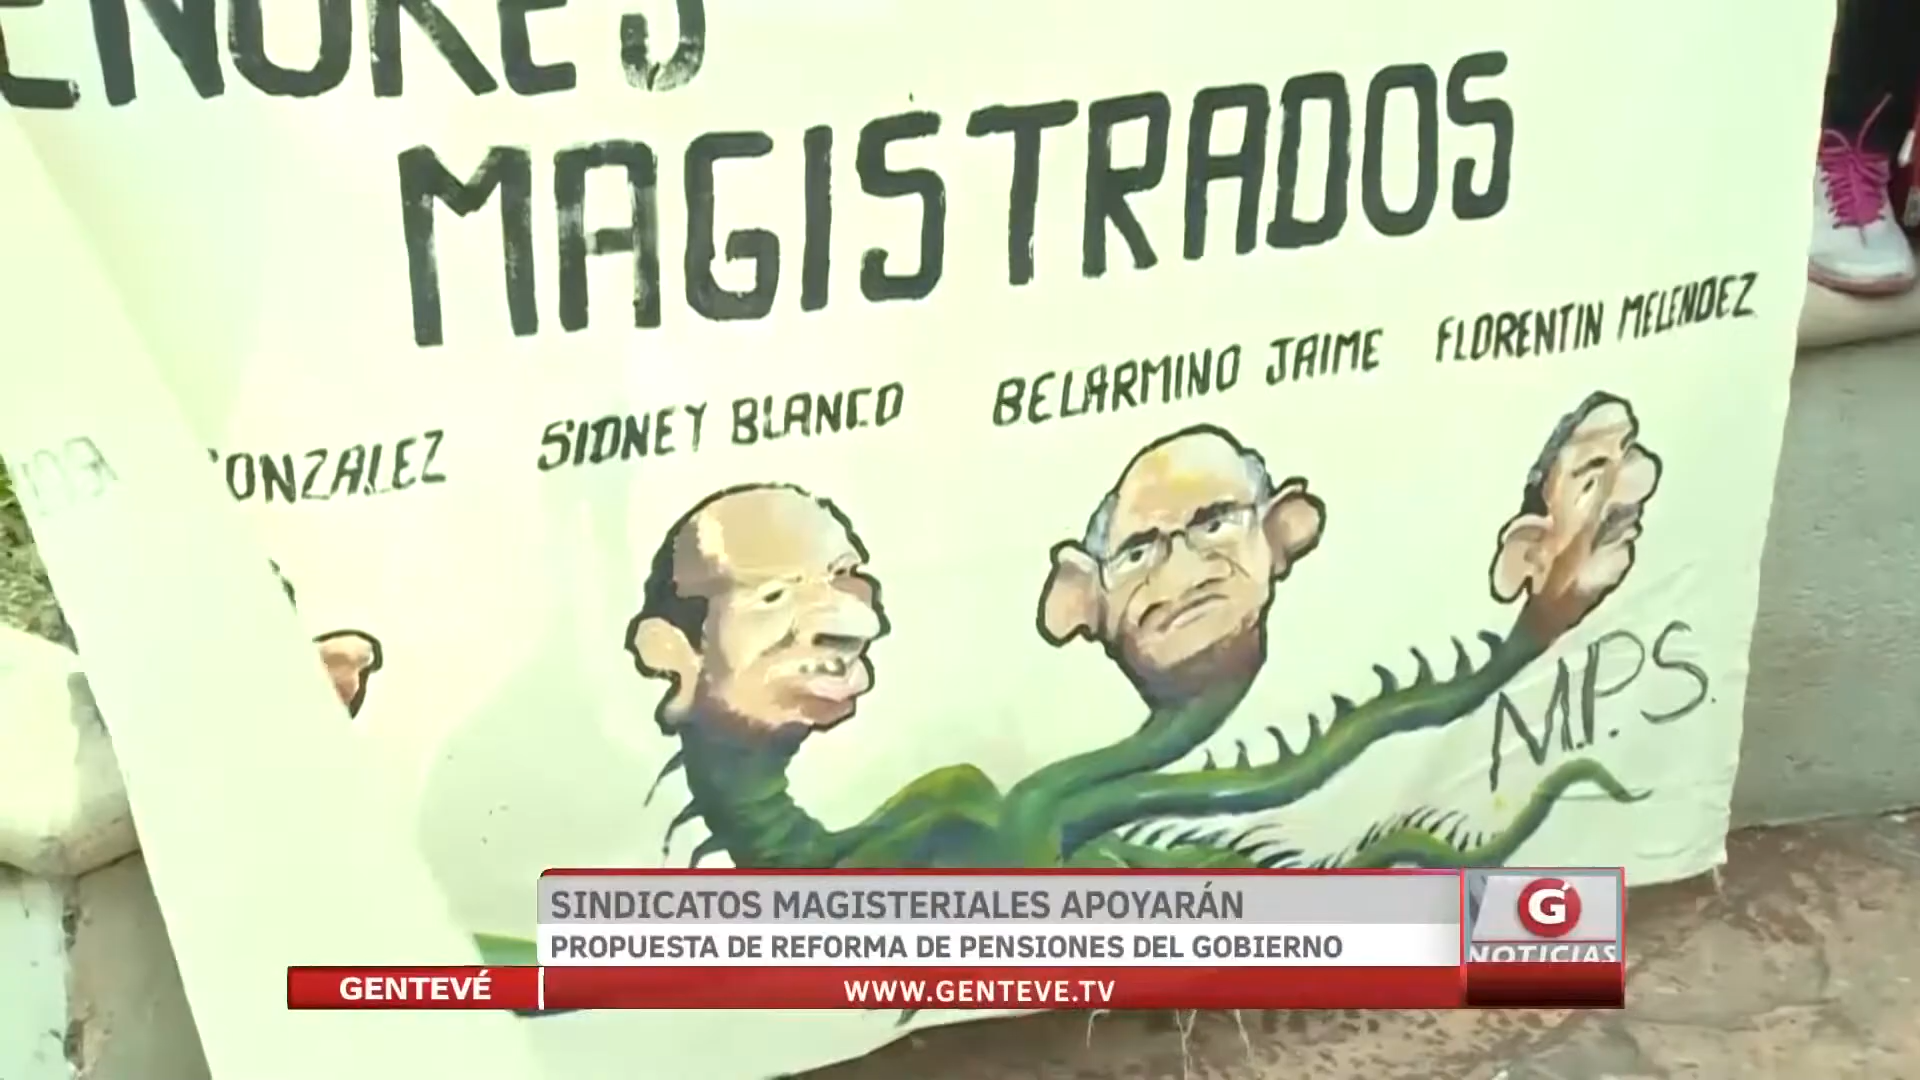 ENORES
MAGISTRADOS
ONZALEZ SIDNEY BLANCO BELARMINO JAIME FLORENTIN MELENDEZ
M.P.S.
SINDICATOS MAGISTERIALES APOYARÁN
PROPUESTA DE REFORMA DE PENSIONES DEL GOBIERNO
G
NOTICIAS
GENTEVÉ
WWW.GENTEVE.TV